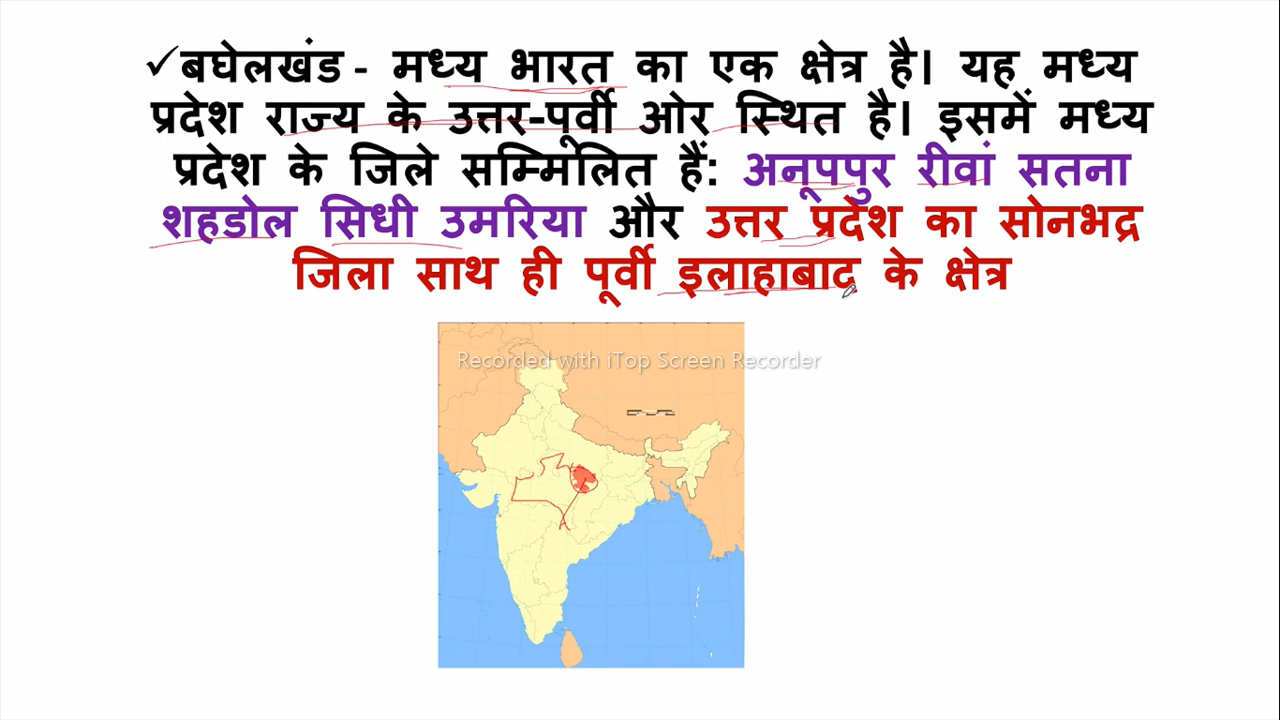 ✓बघेलखंड - मध्य भारत का एक क्षेत्र है। यह मध्य
प्रदेश राज्य के उत्तर-पूर्वी ओर स्थित है। इसमें मध्य
प्रदेश के जिले सम्मिलित हैं: अनूपपुर रीवां सतना
शहडोल सिधी उमरिया और उत्तर प्रदेश का सोनभद्र
जिला साथ ही पूर्वी इलाहाबाद के क्षेत्र
Recorded with iTop Screen Recorder